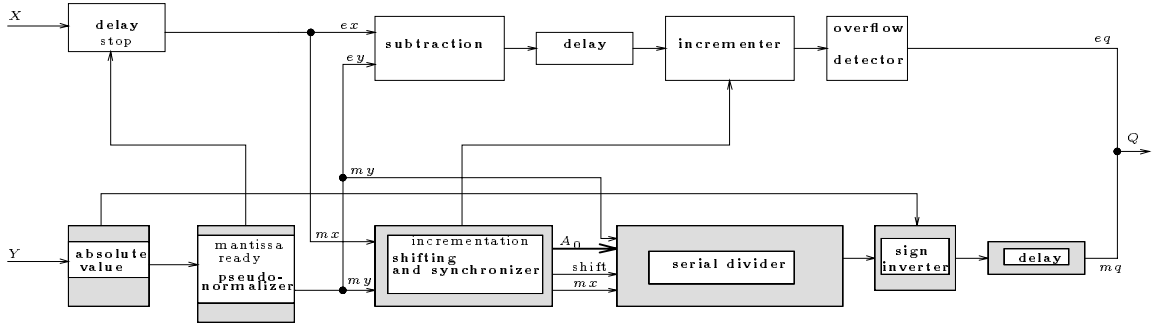 X
delay
stop
ex
ey
subtraction
delay
incrementer
overflow
detector
eq
Q
my
Y
absolute
value
mantissa
ready
pseudo-
normalizer
mx
my
incrementation
shifting
and synchronizer
A0
shift
mx
serial divider
sign
inverter
delay
mq